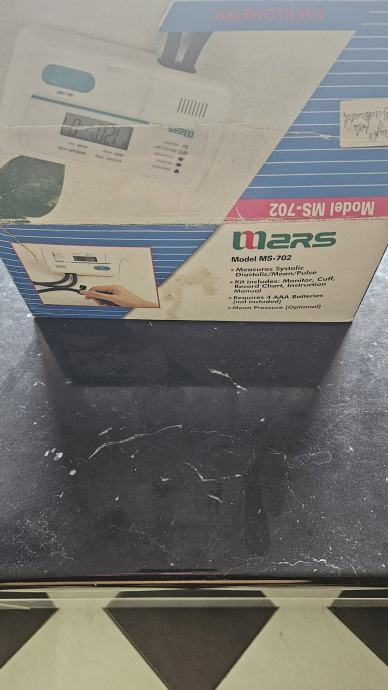 OSCILLOMETRIC
Model MS-702
mars
Model MS-702
• Measures Systolic
Diastolic/Mean/Pulse
• Kit includes: Monitor, Cuff,
Record Chart, Instruction
Manual
• Requires 4 AAA Batteries
(not included)
• Mean Pressure (Optional)